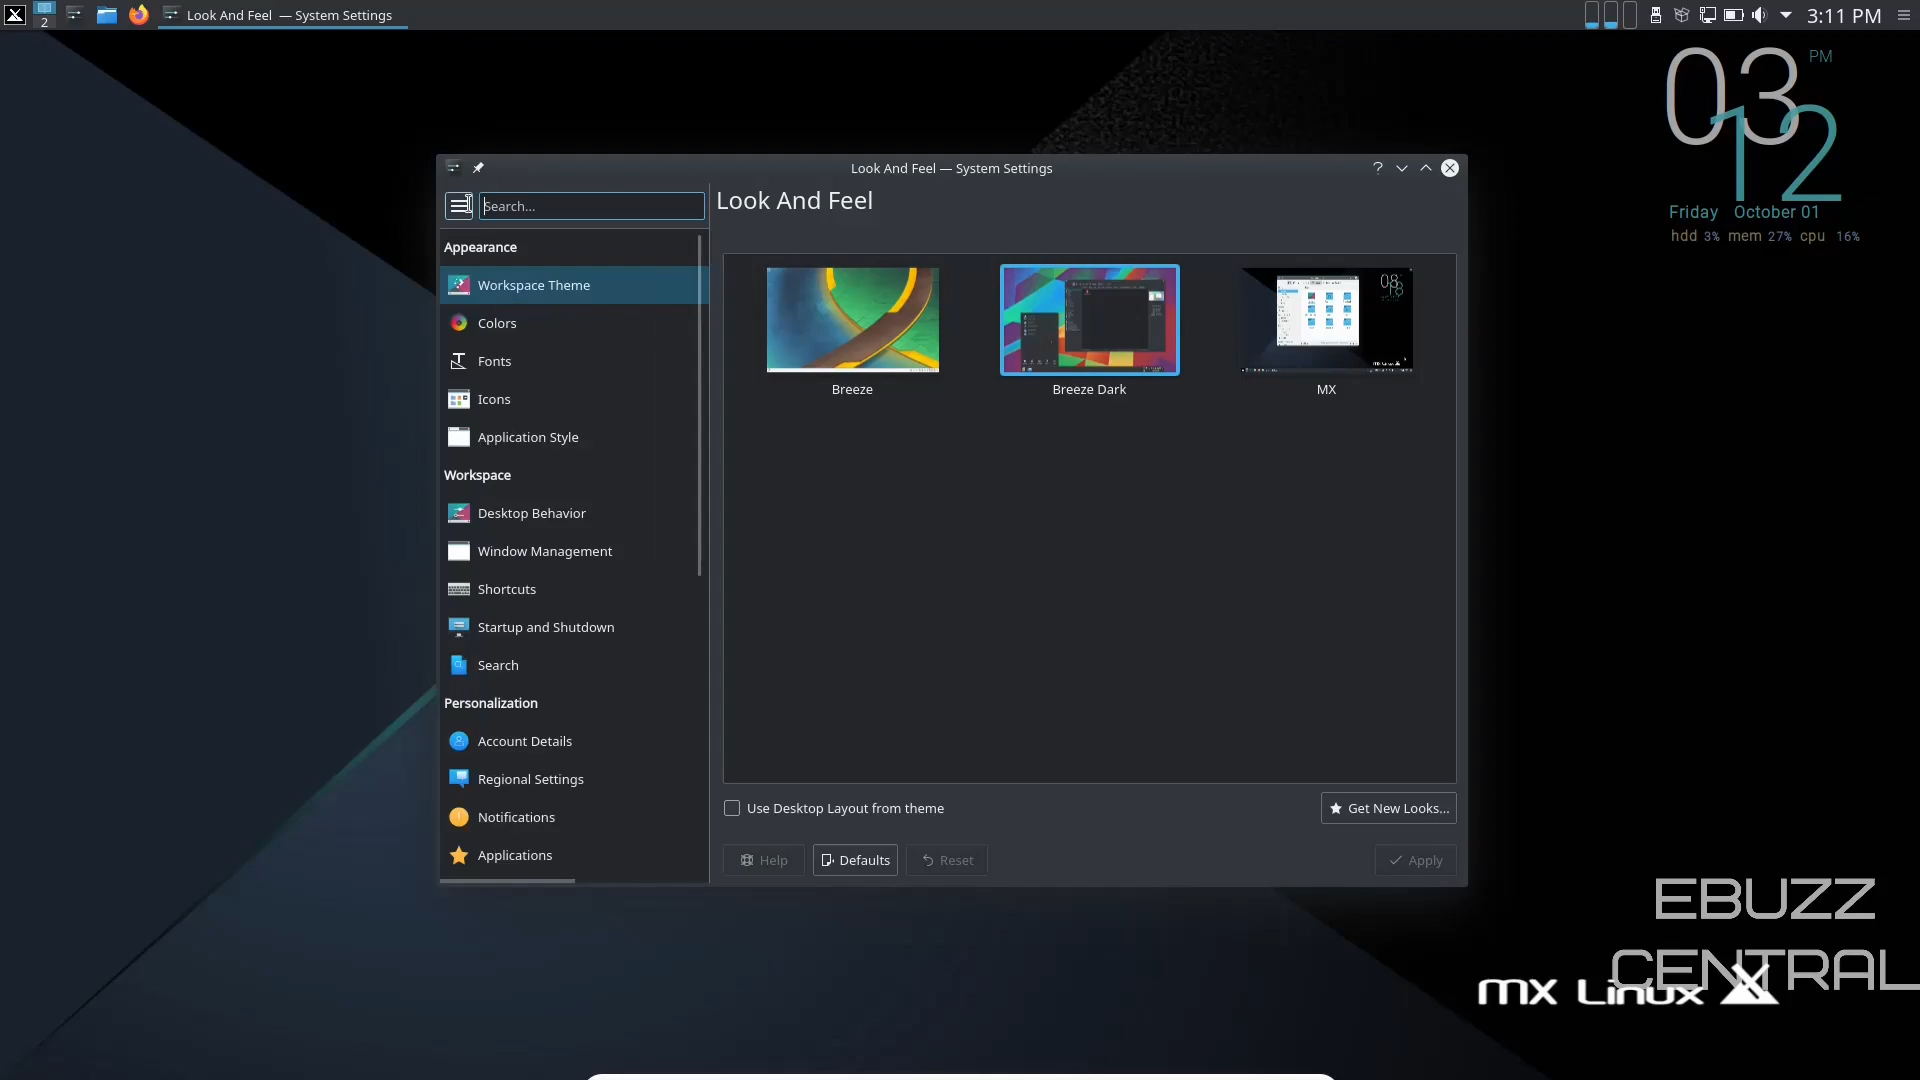 2
Look And Feel — System Settings
3:11 PM
03
PM
12
Friday October 01
hdd 3% mem 27% cpu 16%
Look And Feel — System Settings
Search...
Look And Feel
Appearance
Workspace Theme
Colors
Fonts
Icons
Application Style
Workspace
Desktop Behavior
Window Management
Shortcuts
Startup and Shutdown
Search
Personalization
Account Details
Regional Settings
Notifications
Applications
Breeze
Breeze Dark
MX
Use Desktop Layout from theme
Get New Looks...
Help
Defaults
Reset
Apply
EBUZZ
CENTRAL
MX Linux